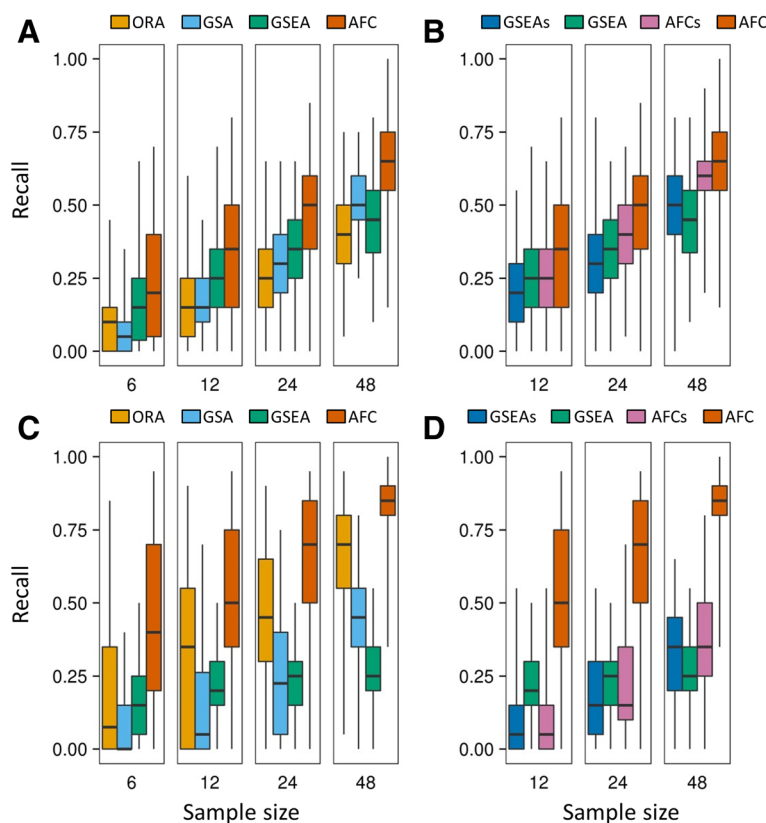 A ORA GSA GSEA AFC
1.00
0.75
0.50
0.25
0.00
Recall
6 12 24 48
B GSEAs GSEA AFCs AFC
1.00
0.75
0.50
0.25
0.00
Recall
12 24 48
C ORA GSA GSEA AFC
1.00
0.75
0.50
0.25
0.00
Recall
6 12 24 48
Sample size
D GSEAs GSEA AFCs AFC
1.00
0.75
0.50
0.25
0.00
Recall
12 24 48
Sample size